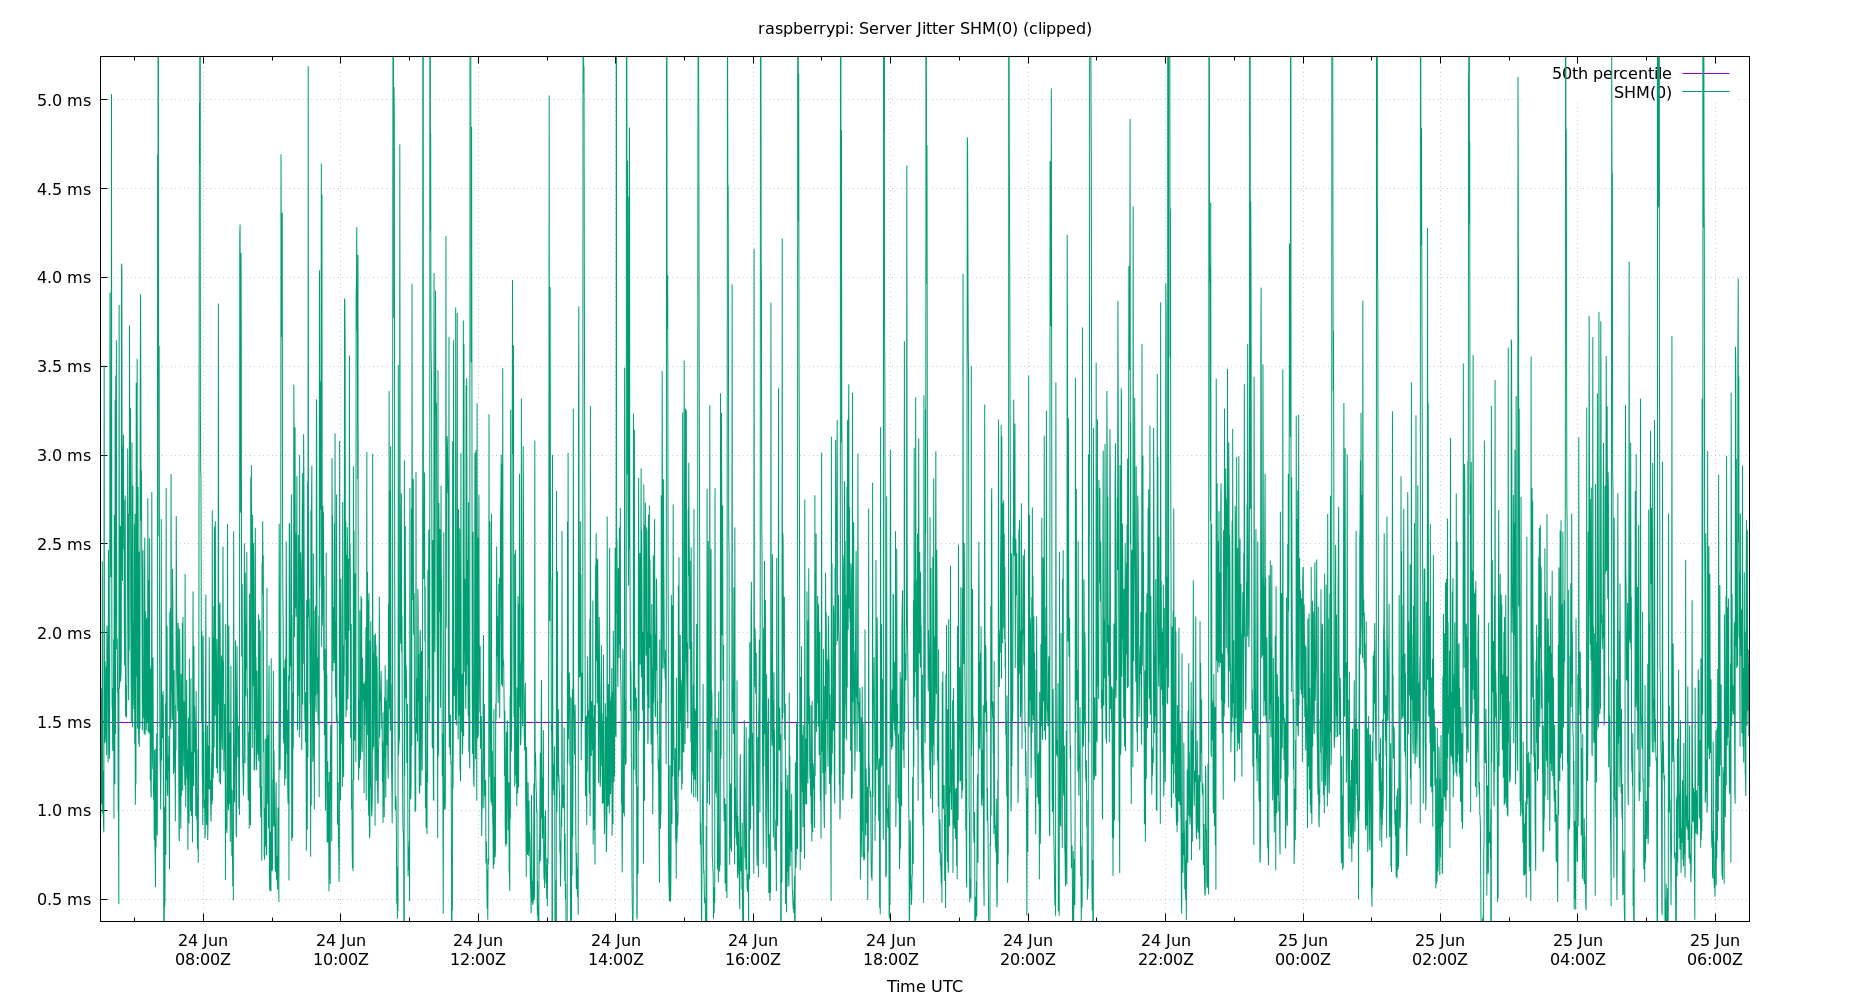 raspberrypi: Server Jitter SHM(0) (clipped)
50th percentile
SHM(0)
5.0 ms
4.5 ms
4.0 ms
3.5 ms
3.0 ms
2.5 ms
2.0 ms
1.5 ms
1.0 ms
0.5 ms
24 Jun 24 Jun 24 Jun 24 Jun 24 Jun 24 Jun 24 Jun 24 Jun 25 Jun 25 Jun 25 Jun 25 Jun
08:00Z 10:00Z 12:00Z 14:00Z 16:00Z 18:00Z 20:00Z 22:00Z 00:00Z 02:00Z 04:00Z 06:00Z
Time UTC